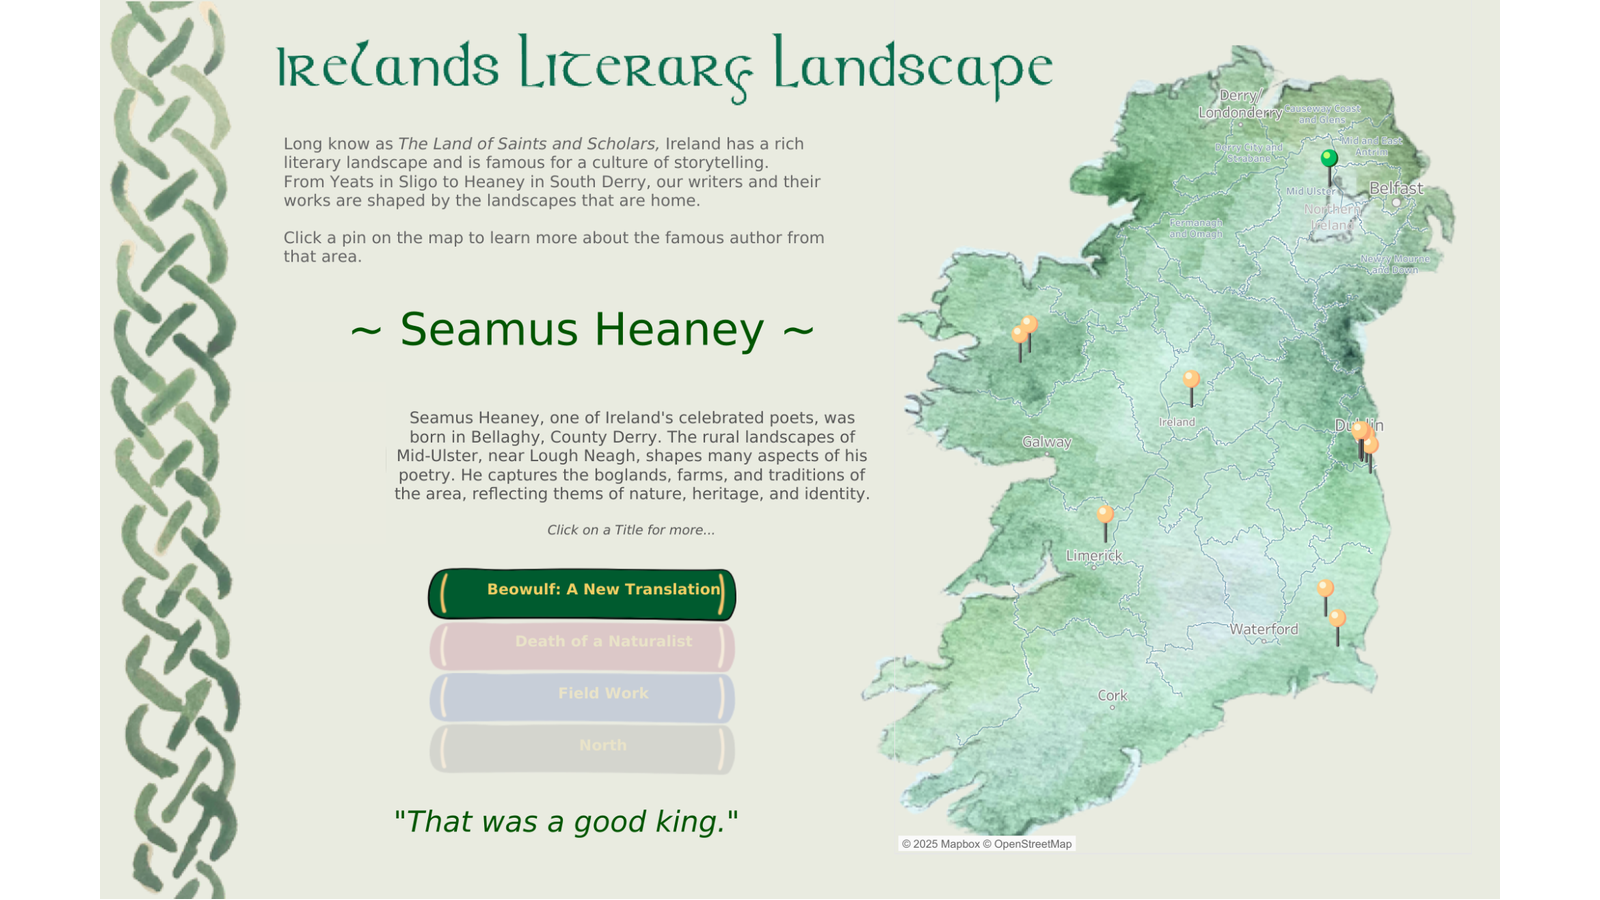 Irelands Literary Landscape
Long know as The Land of Saints and Scholars, Ireland has a rich
literary landscape and is famous for a culture of storytelling.
From Yeats in Sligo to Heaney in South Derry, our writers and their
works are shaped by the landscapes that are home.
Click a pin on the map to learn more about the famous author from
that area.
~ Seamus Heaney ~
Seamus Heaney, one of Ireland's celebrated poets, was
born in Bellaghy, County Derry. The rural landscapes of
Mid-Ulster, near Lough Neagh, shapes many aspects of his
poetry. He captures the boglands, farms, and traditions of
the area, reflecting thems of nature, heritage, and identity.
Click on a Title for more...
Beowulf: A New Translation
Death of a Naturalist
Field Work
North
"That was a good king."
Derry/
Londonderry
Causeway Coast
and Glens
Derry City and
Strabane
Mid and East
Antrim
Mid Ulster
Belfast
Northern
Ireland
Fermanagh
and Omagh
Newry Mourne
and Down
Ireland
Dublin
Galway
Limerick
Waterford
Cork
© 2025 Mapbox © OpenStreetMap